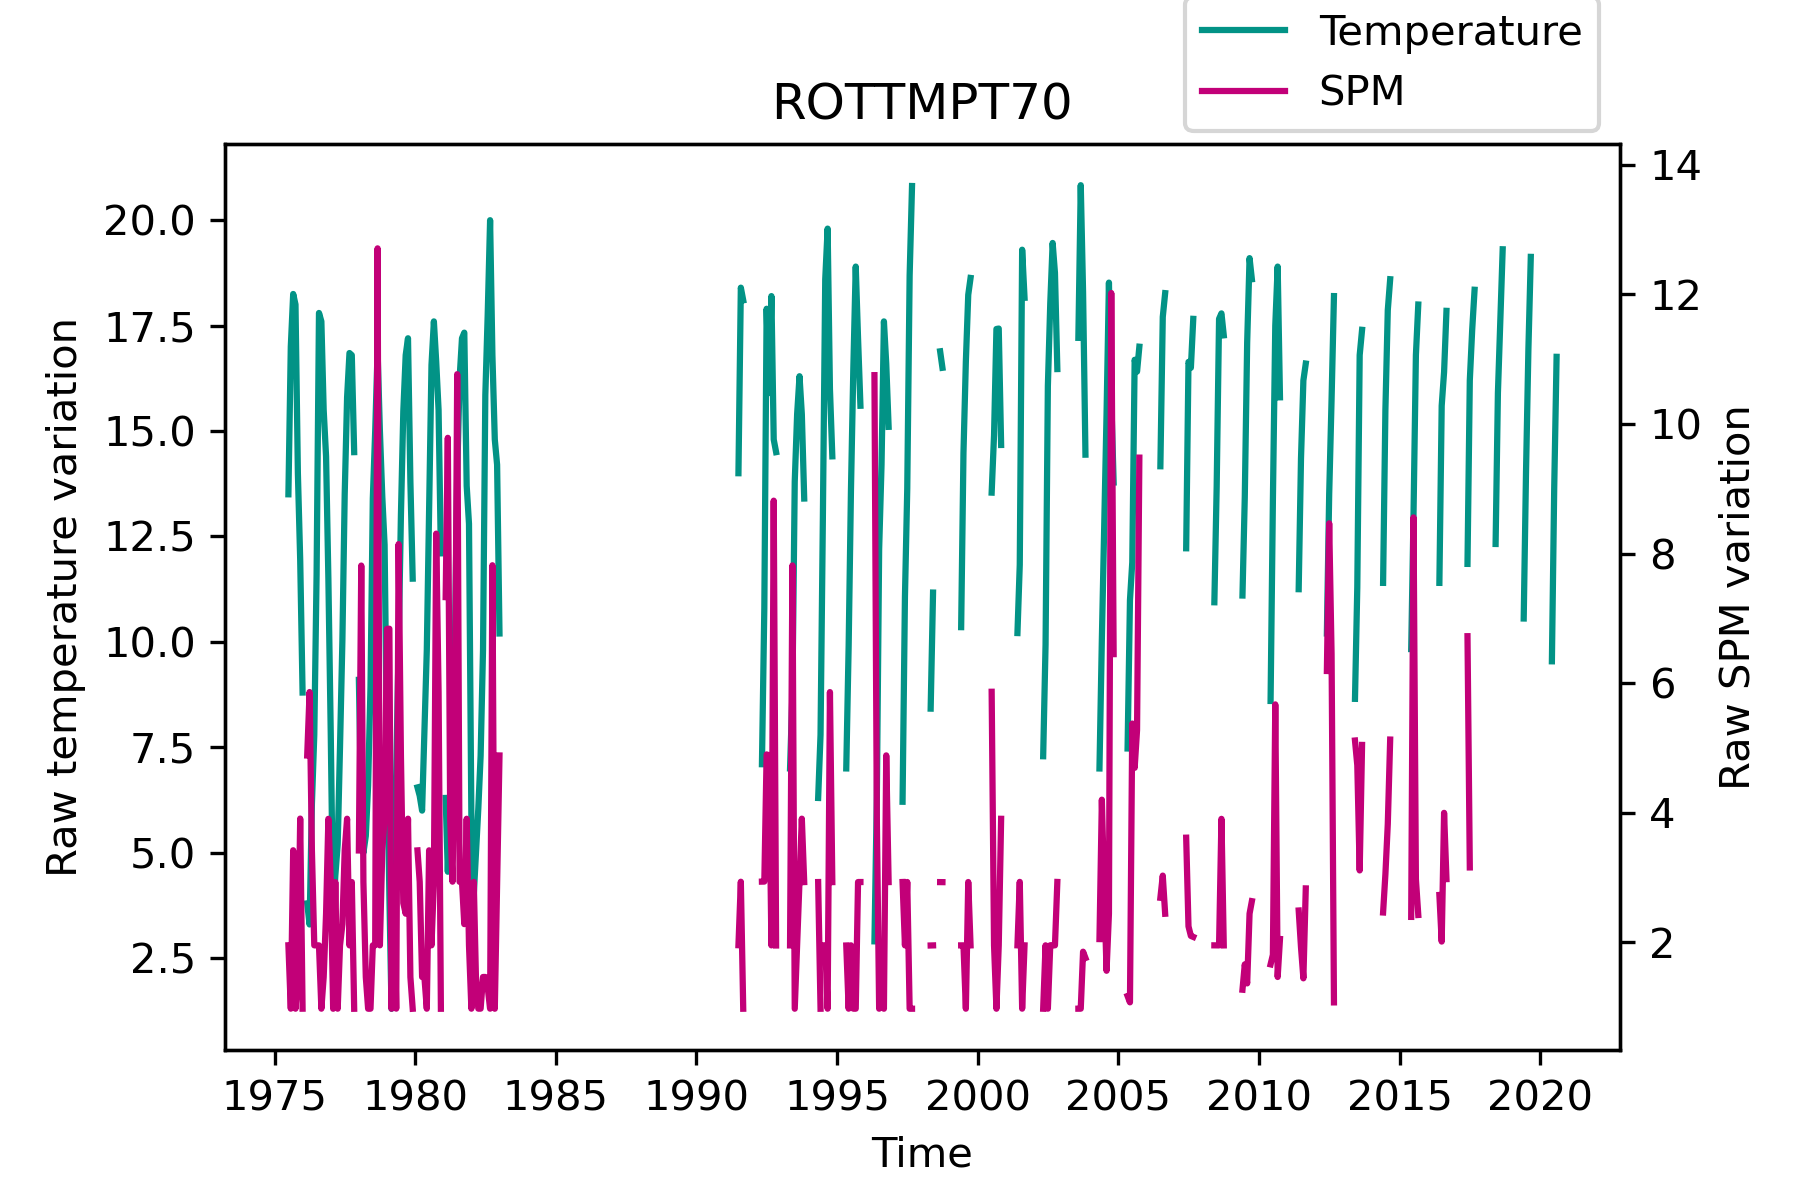 Temperature
SPM
ROTTMPT70
20.0
17.5
15.0
12.5
10.0
7.5
5.0
2.5
Raw temperature variation
14
12
10
8
6
4
2
Raw SPM variation
1975 1980 1985 1990 1995 2000 2005 2010 2015 2020
Time